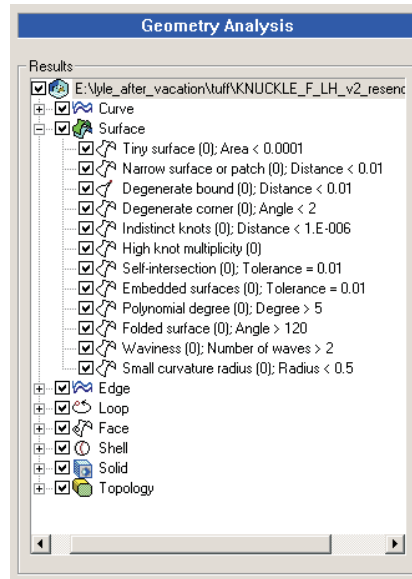 Geometry Analysis
Results
E:\lyle_after_vacation\tuff\KNUCKLE_F_LH_v2_resenc
Curve
Surface
Tiny surface (0); Area < 0.0001
Narrow surface or patch (0); Distance < 0.01
Degenerate bound (0); Distance < 0.01
Degenerate corner (0); Angle < 2
Indistinct knots (0); Distance < 1.E-006
High knot multiplicity (0)
Self-intersection (0); Tolerance = 0.01
Embedded surfaces (0); Tolerance = 0.01
Polynomial degree (0); Degree > 5
Folded surface (0); Angle > 120
Waviness (0); Number of waves > 2
Small curvature radius (0); Radius < 0.5
Edge
Loop
Face
Shell
Solid
Topology